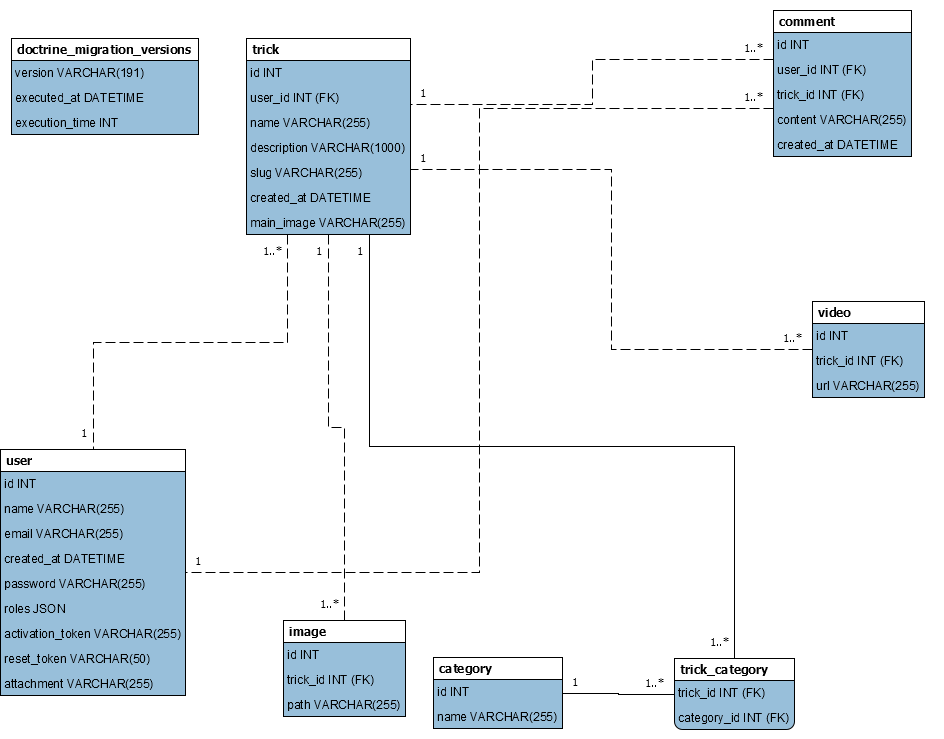 doctrine_migration_versions
version VARCHAR(191)
executed_at DATETIME
execution_time INT
trick
id INT
user_id INT (FK)
name VARCHAR(255)
description VARCHAR(1000)
slug VARCHAR(255)
created_at DATETIME
main_image VARCHAR(255)
comment
id INT
user_id INT (FK)
trick_id INT (FK)
content VARCHAR(255)
created_at DATETIME
1..*
1
1..*
1
1..*
1
1
video
id INT
trick_id INT (FK)
url VARCHAR(255)
1..*
1
user
id INT
name VARCHAR(255)
email VARCHAR(255)
created_at DATETIME
password VARCHAR(255)
roles JSON
activation_token VARCHAR(255)
reset_token VARCHAR(50)
attachment VARCHAR(255)
1
1..*
image
id INT
trick_id INT (FK)
path VARCHAR(255)
category
id INT
name VARCHAR(255)
1
1..*
1..*
trick_category
trick_id INT (FK)
category_id INT (FK)